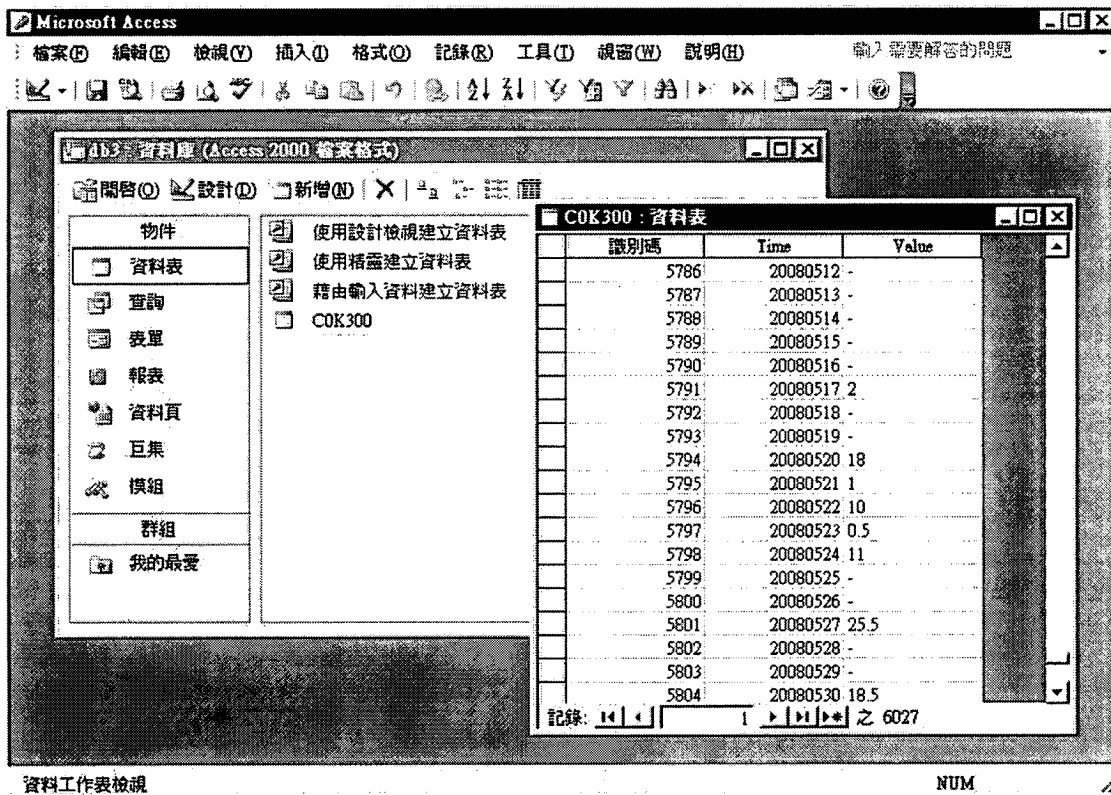 Microsoft Access
檔案(F) 編輯(E) 檢視(V) 插入(I) 格式(O) 記錄(R) 工具(T) 視窗(W) 說明(H) 輸入需要解答的問題
db3 : 資料庫 (Access 2000 檔案格式)
開啓(O) 設計(D) 新增(N)
物件
資料表
查詢
表單
報表
資料頁
巨集
模組
群組
我的最愛
使用設計檢視建立資料表
使用精靈建立資料表
藉由輸入資料建立資料表
C0K300
C0K300 : 資料表
識別碼 Time Value
5786 20080512 -
5787 20080513 -
5788 20080514 -
5789 20080515 -
5790 20080516 -
5791 20080517 2
5792 20080518 -
5793 20080519 -
5794 20080520 18
5795 20080521 1
5796 20080522 10
5797 20080523 0.5
5798 20080524 11
5799 20080525 -
5800 20080526 -
5801 20080527 25.5
5802 20080528 -
5803 20080529 -
5804 20080530 18.5
記錄: 1 之 6027
資料工作表檢視 NUM